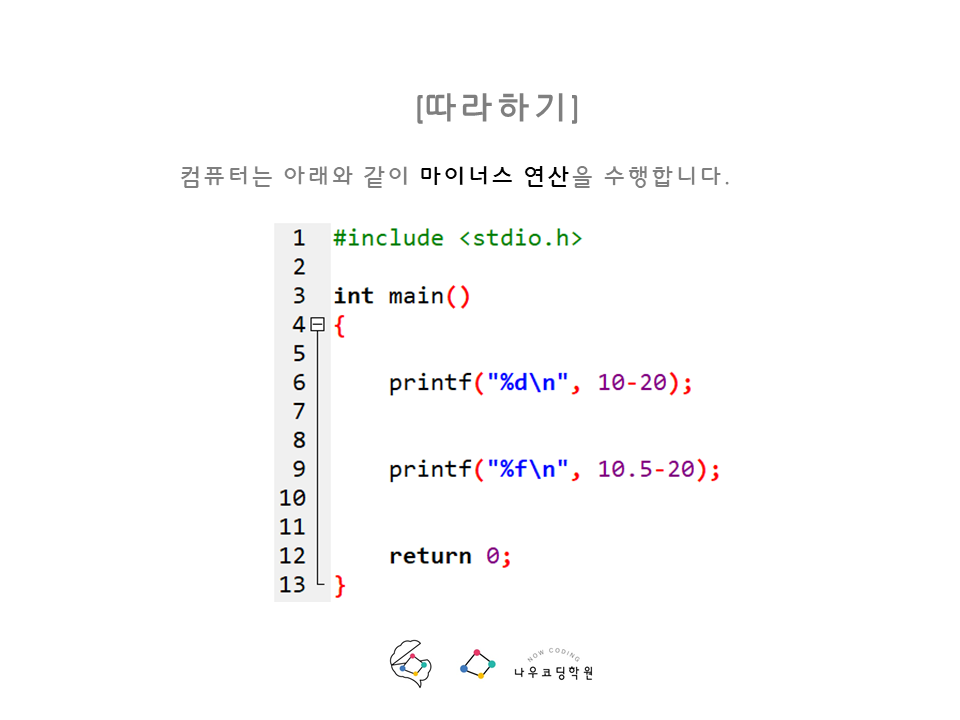 [따라하기]
컴퓨터는 아래와 같이 마이너스 연산을 수행합니다.
1 #include <stdio.h>
2
3 int main()
4 {
5
6 printf("%d\n", 10-20);
7
8
9 printf("%f\n", 10.5-20);
10
11
12 return 0;
13 }
NOW CODING
나우코딩학원